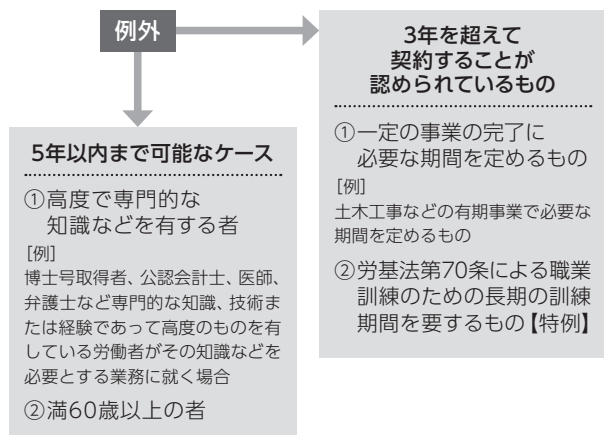 例外
5年以内まで可能なケース
①高度で専門的な
知識などを有する者
[例]
博士号取得者、公認会計士、医師、
弁護士など専門的な知識、技術ま
たは経験であって高度のものを有
している労働者がその知識などを
必要とする業務に就く場合
②満60歳以上の者
3年を超えて
契約することが
認められているもの
①一定の事業の完了に
必要な期間を定めるもの
[例]
土木工事などの有期事業で必要な
期間を定めるもの
②労基法第70条による職業
訓練のための長期の訓練
期間を要するもの【特例】